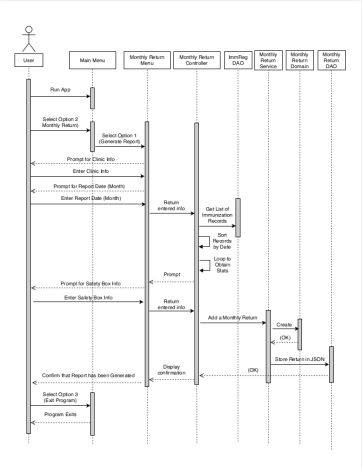 User
Main Menu
Monthly Return
Menu
Monthly Return
Controller
ImmReg
DAO
Monthly
Return
Service
Monthly
Return
Domain
Monthly
Return
DAO
Run App
Select Option 2
Monthly Return)
Select Option 1
(Generate Report)
Prompt for Clinic Info
Enter Clinic Info
Prompt for Report Date (Month)
Enter Report Date (Month)
Return
entered info
Get List of
Immunization
Records
Sort
Records
by Date
Loop to
Obtain
Stats
Prompt
Prompt for Safety Box Info
Enter Safety Box Info
Return
entered info
Add a Monthly Return
Create
(OK)
Store Return in JSON
(OK)
Display
confirmation
Confirm that Report has been Generated
Select Option 3
(Exit Program)
Program Exits